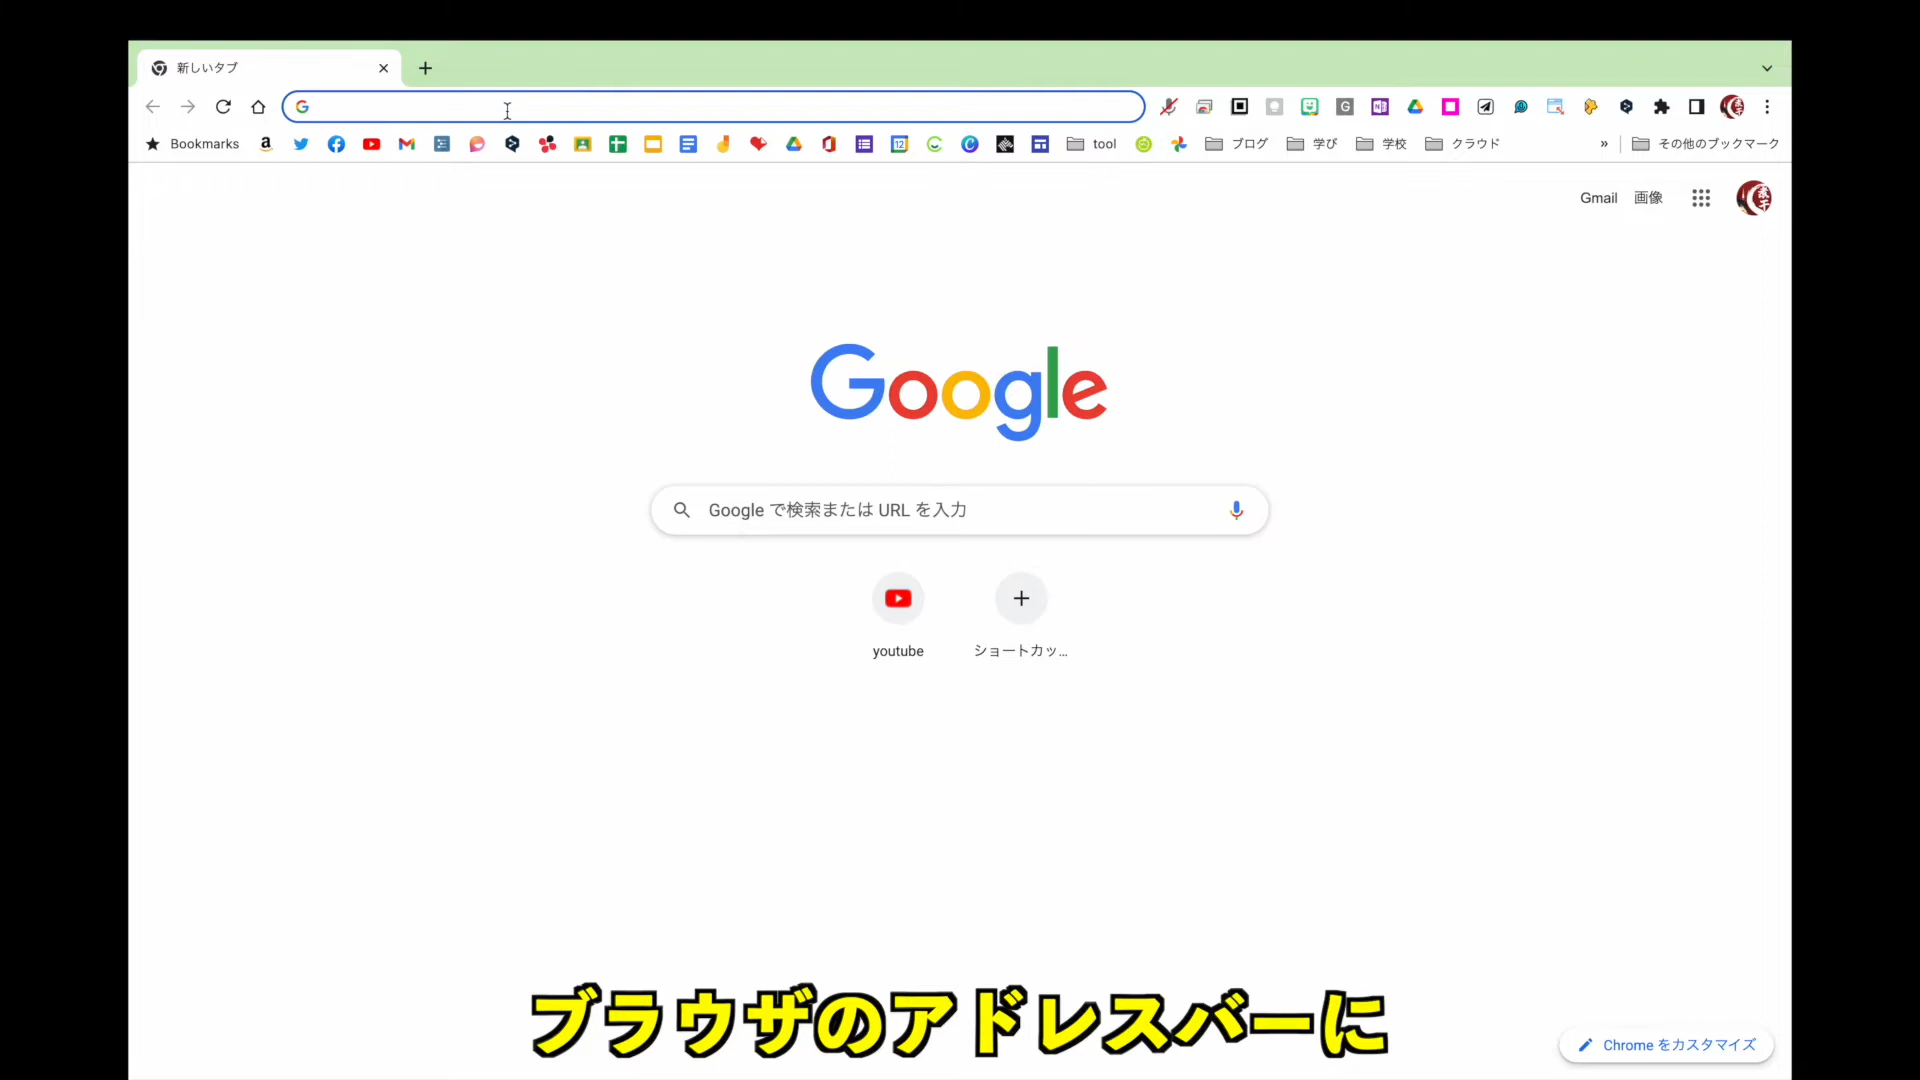 新しいタブ
Bookmarks tool ブログ 学び 学校 クラウド » その他のブックマーク
Gmail 画像
Google
Google で検索または URL を入力
youtube ショートカッ...
ブラウザのアドレスバーに
Chrome をカスタマイズ